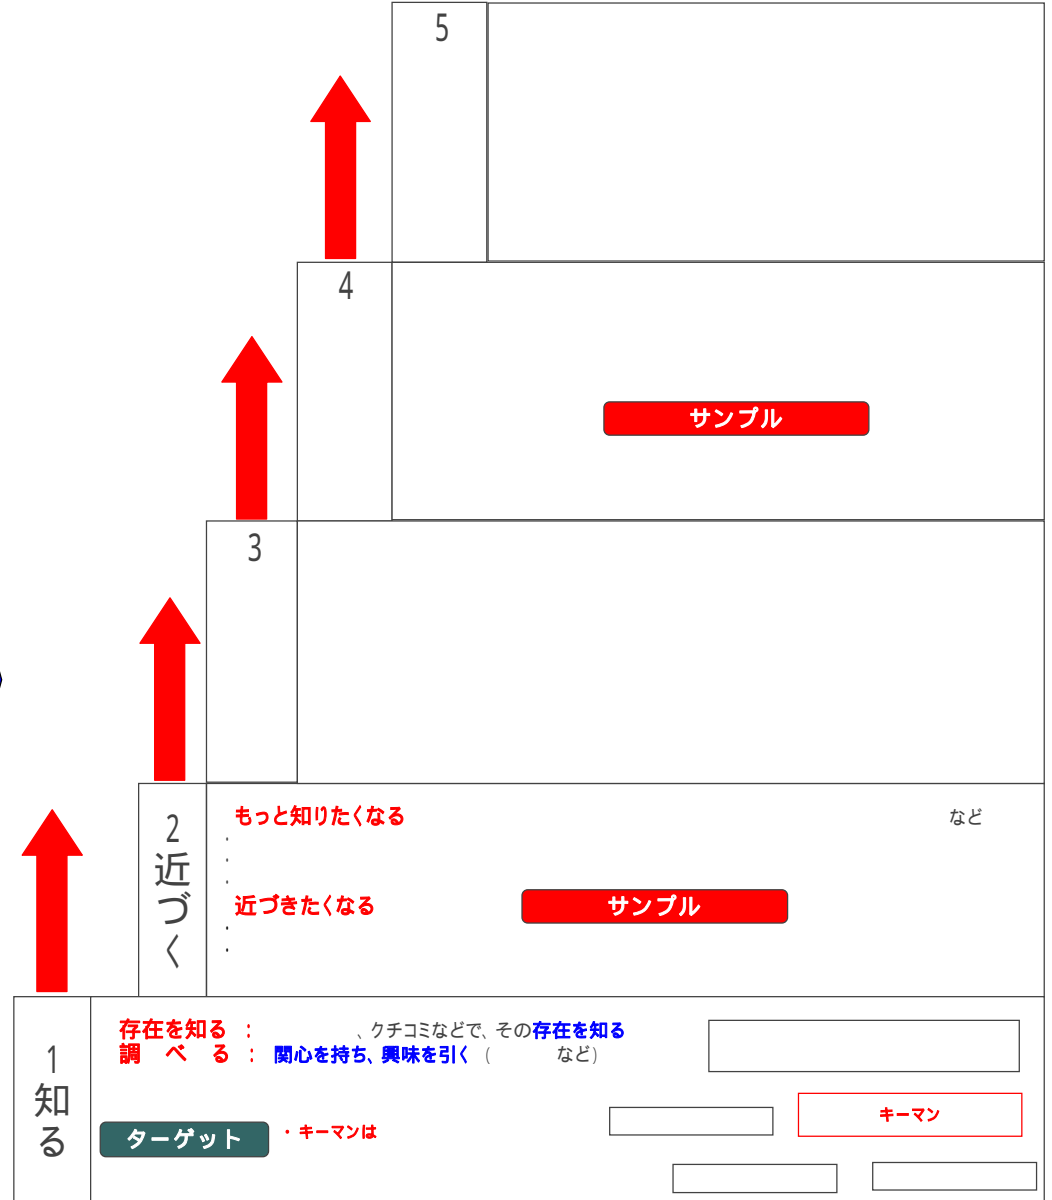 5
4
サンプル
3
2
近づく
もっと知りたくなる
など
・
・
・
近づきたくなる
サンプル
・
・
1
知る
存在を知る : 、クチコミなどで、その存在を知る
調べる : 関心を持ち、興味を引く ( など)
ターゲット
・キーマンは
キーマン